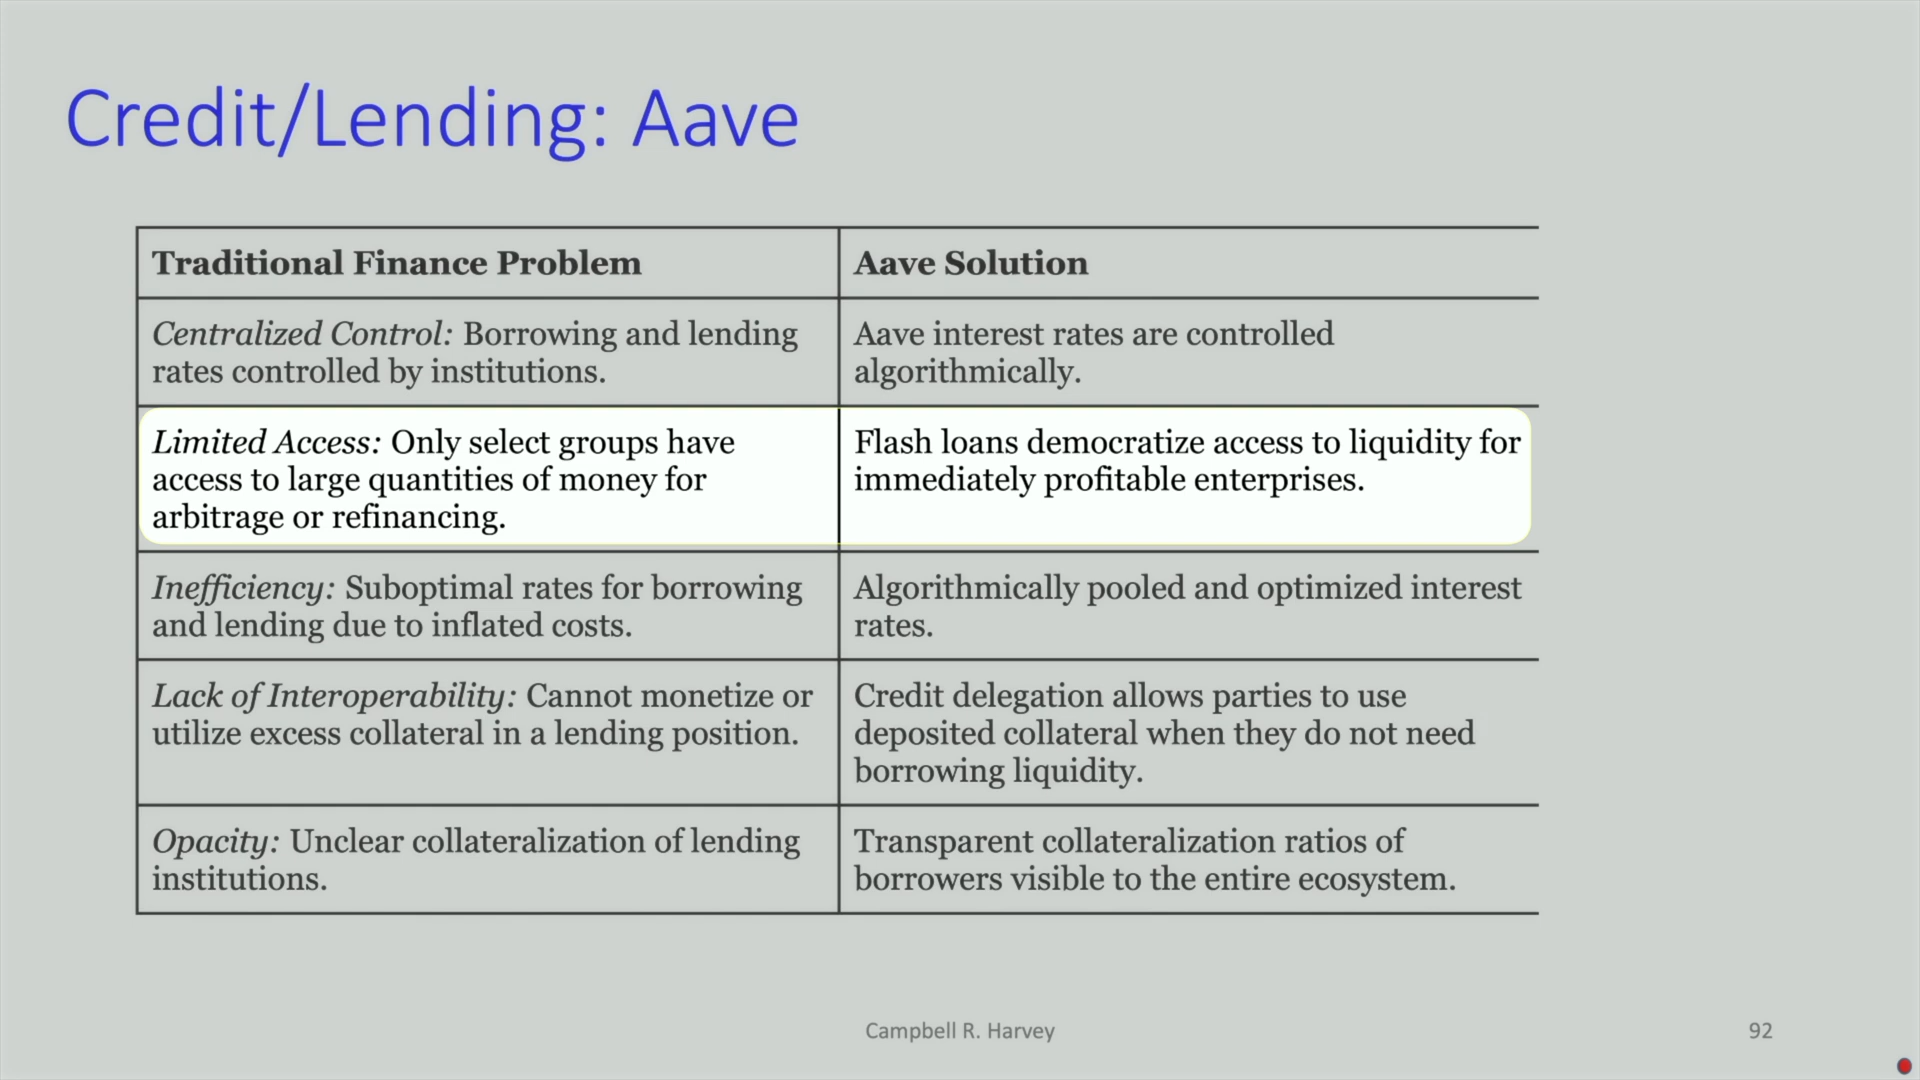 Credit/Lending: Aave
Traditional Finance Problem
Aave Solution
Centralized Control: Borrowing and lending
rates controlled by institutions.
Aave interest rates are controlled
algorithmically.
Limited Access: Only select groups have
access to large quantities of money for
arbitrage or refinancing.
Flash loans democratize access to liquidity for
immediately profitable enterprises.
Inefficiency: Suboptimal rates for borrowing
and lending due to inflated costs.
Algorithmically pooled and optimized interest
rates.
Lack of Interoperability: Cannot monetize or
utilize excess collateral in a lending position.
Credit delegation allows parties to use
deposited collateral when they do not need
borrowing liquidity.
Opacity: Unclear collateralization of lending
institutions.
Transparent collateralization ratios of
borrowers visible to the entire ecosystem.
Campbell R. Harvey
92